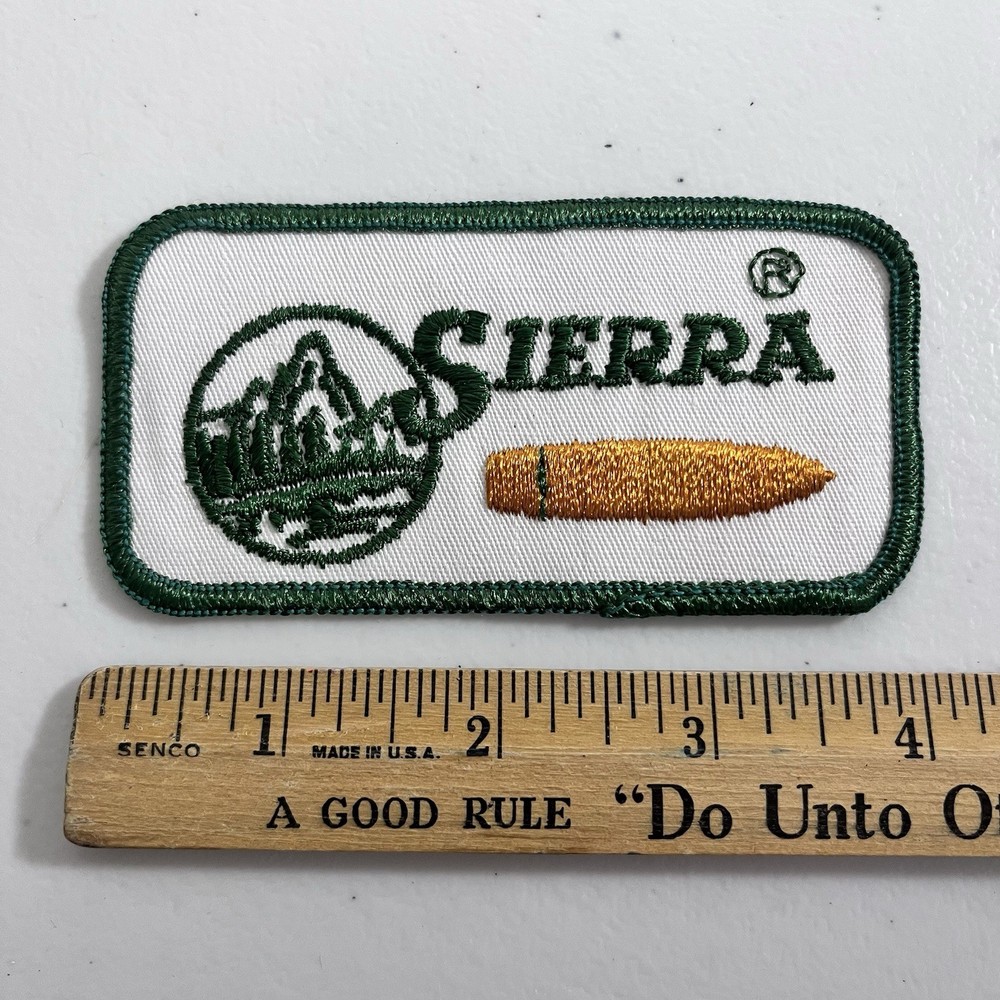 ®
SIERRA
1 2 3 4
SENCO MADE IN U.S.A.
A GOOD RULE "Do Unto O